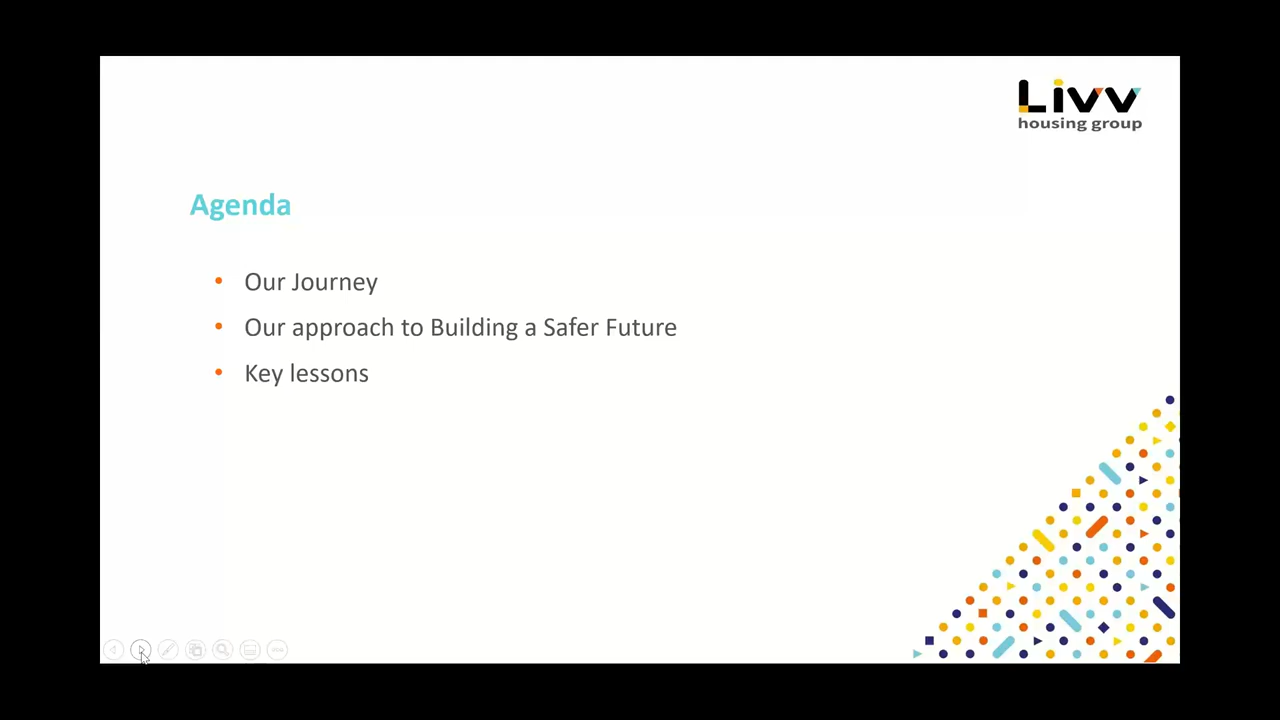 Livv
housing group
Agenda
• Our Journey
• Our approach to Building a Safer Future
• Key lessons